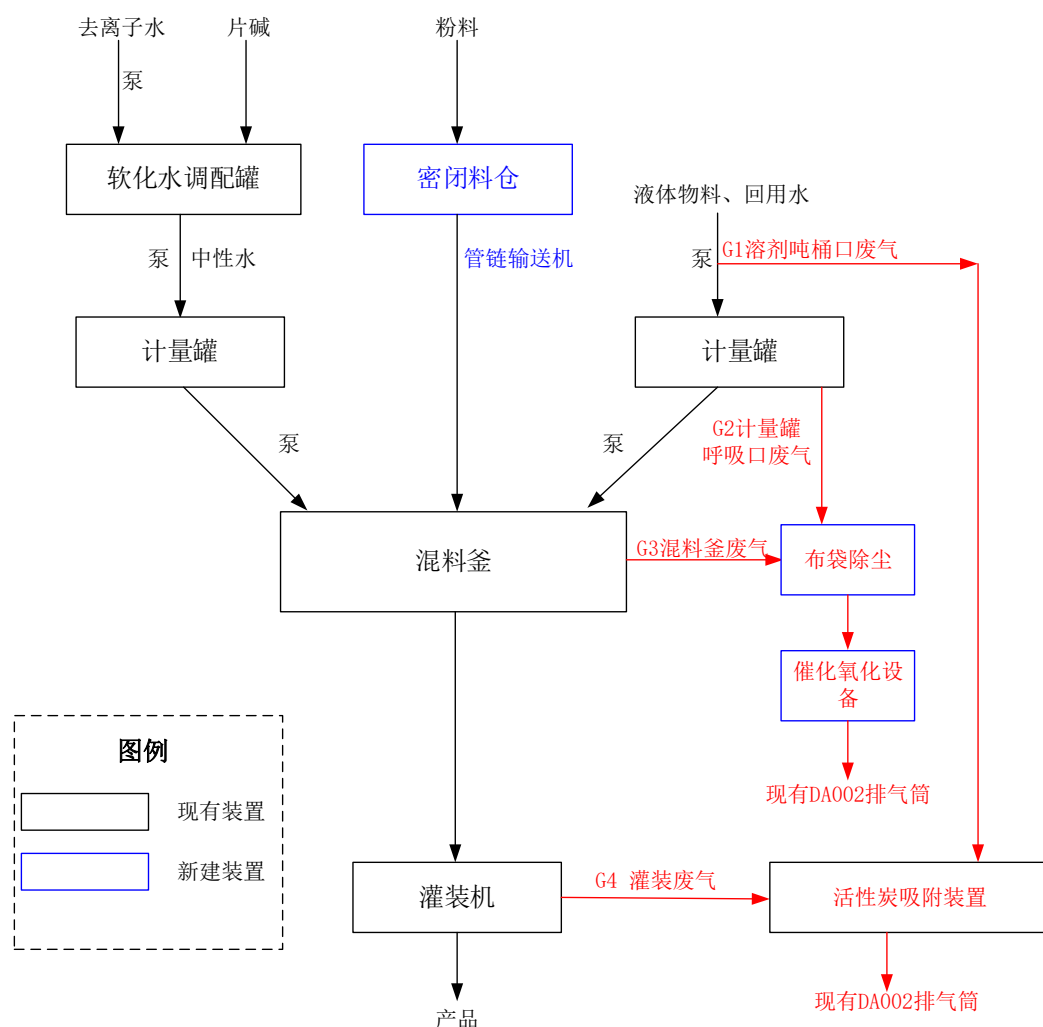 去离子水
片碱
粉料
泵
软化水调配罐
密闭料仓
液体物料、回用水
泵
中性水
管链输送机
泵
G1溶剂吨桶口废气
计量罐
计量罐
泵
泵
G2计量罐
呼吸口废气
混料釜
G3混料釜废气
布袋除尘
催化氧化设
备
图例
现有装置
新建装置
现有DA002排气筒
灌装机
G4 灌装废气
活性炭吸附装置
产品
现有DA002排气筒